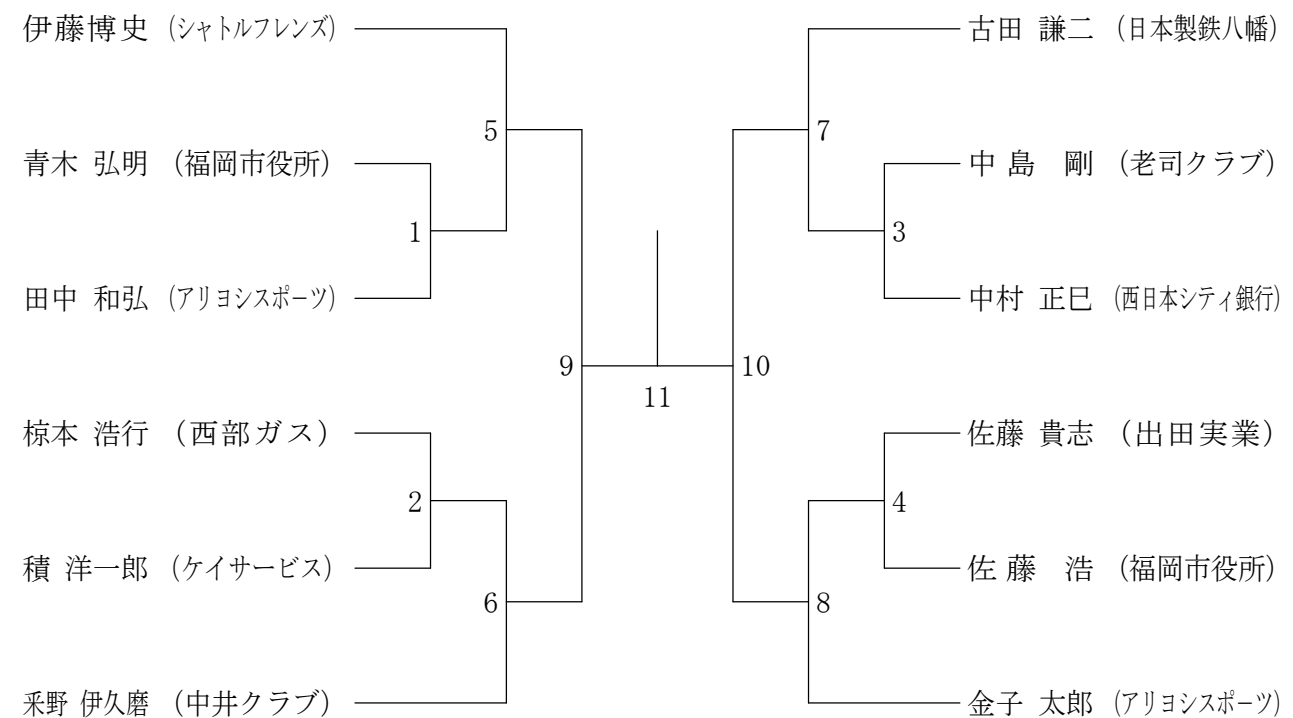 伊藤博史 (シャトルフレンズ)
5
青木 弘明 (福岡市役所)
1
田中 和弘 (アリヨシスポーツ)
9
椋本 浩行 (西部ガス)
2
積 洋一郎 (ケイサービス)
6
釆野 伊久磨 (中井クラブ)
11
古田 謙二 (日本製鉄八幡)
7
中島 剛 (老司クラブ)
3
中村 正巳 (西日本シティ銀行)
10
佐藤 貴志 (出田実業)
4
佐藤 浩 (福岡市役所)
8
金子 太郎 (アリヨシスポーツ)